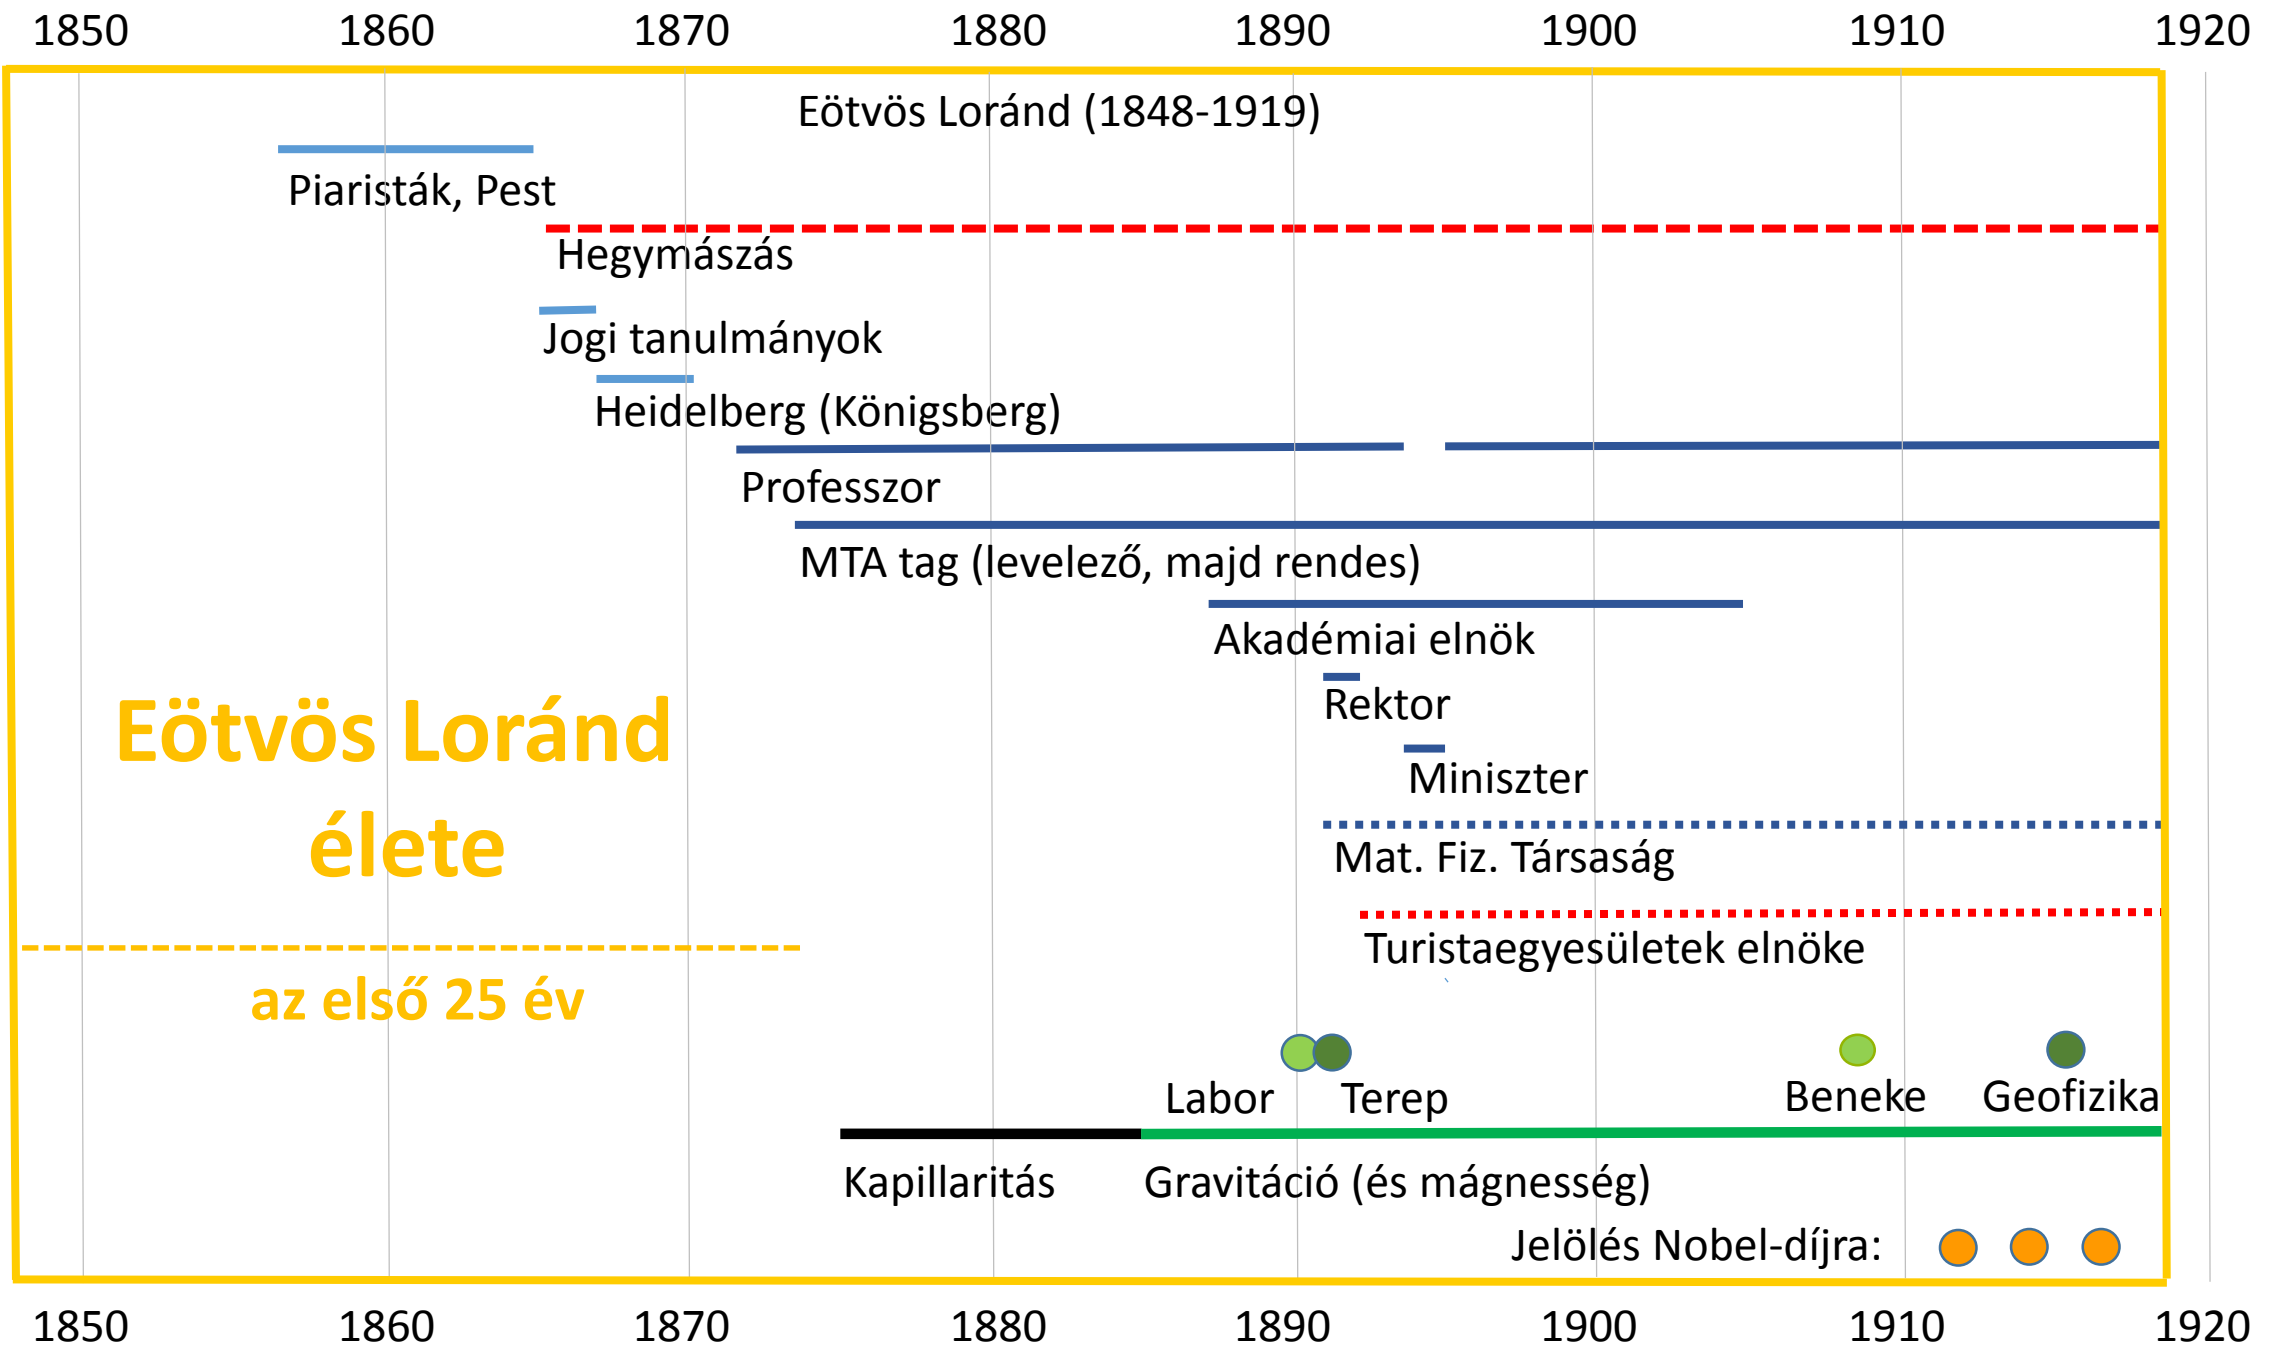 1850 1860 1870 1880 1890 1900 1910 1920
Eötvös Loránd (1848-1919)
Piaristák, Pest
Hegymászás
Jogi tanulmányok
Heidelberg (Königsberg)
Professzor
MTA tag (levelező, majd rendes)
Akadémiai elnök
Rektor
Miniszter
Mat. Fiz. Társaság
Turistaegyesületek elnöke
Eötvös Loránd
élete
az első 25 év
Labor Terep Beneke Geofizika
Kapillaritás Gravitáció (és mágnesség)
Jelölés Nobel-díjra:
1850 1860 1870 1880 1890 1900 1910 1920